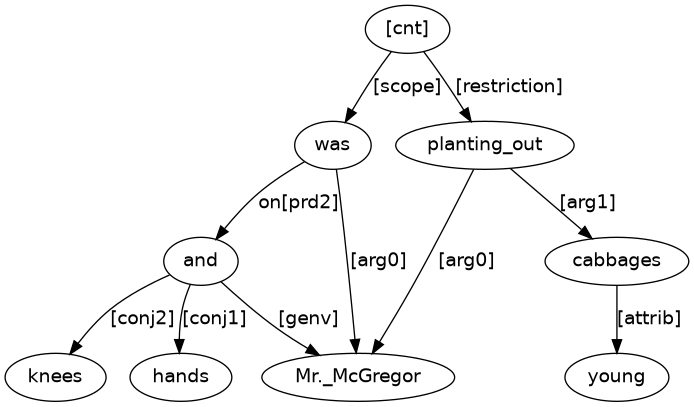 [cnt]
[scope] [restriction]
was planting_out
on[prd2] [arg1]
and [arg0] [arg0] cabbages
[conj2] [conj1] [genv] [attrib]
knees hands Mr._McGregor young